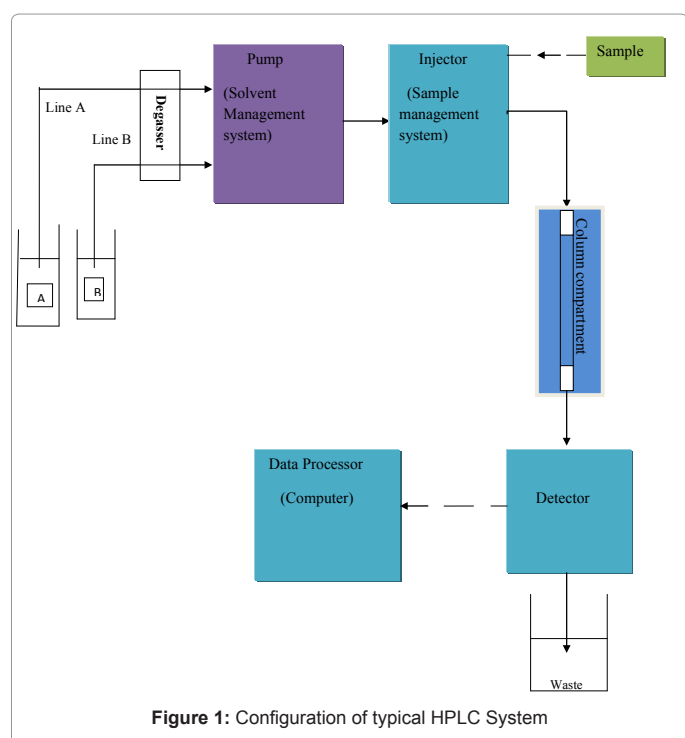 Pump
(Solvent
Management
system)
Injector
(Sample
management
system)
Sample
Line A
Line B
Degasser
A
B
Column compartment
Data Processor
(Computer)
Detector
Waste
Figure 1: Configuration of typical HPLC System